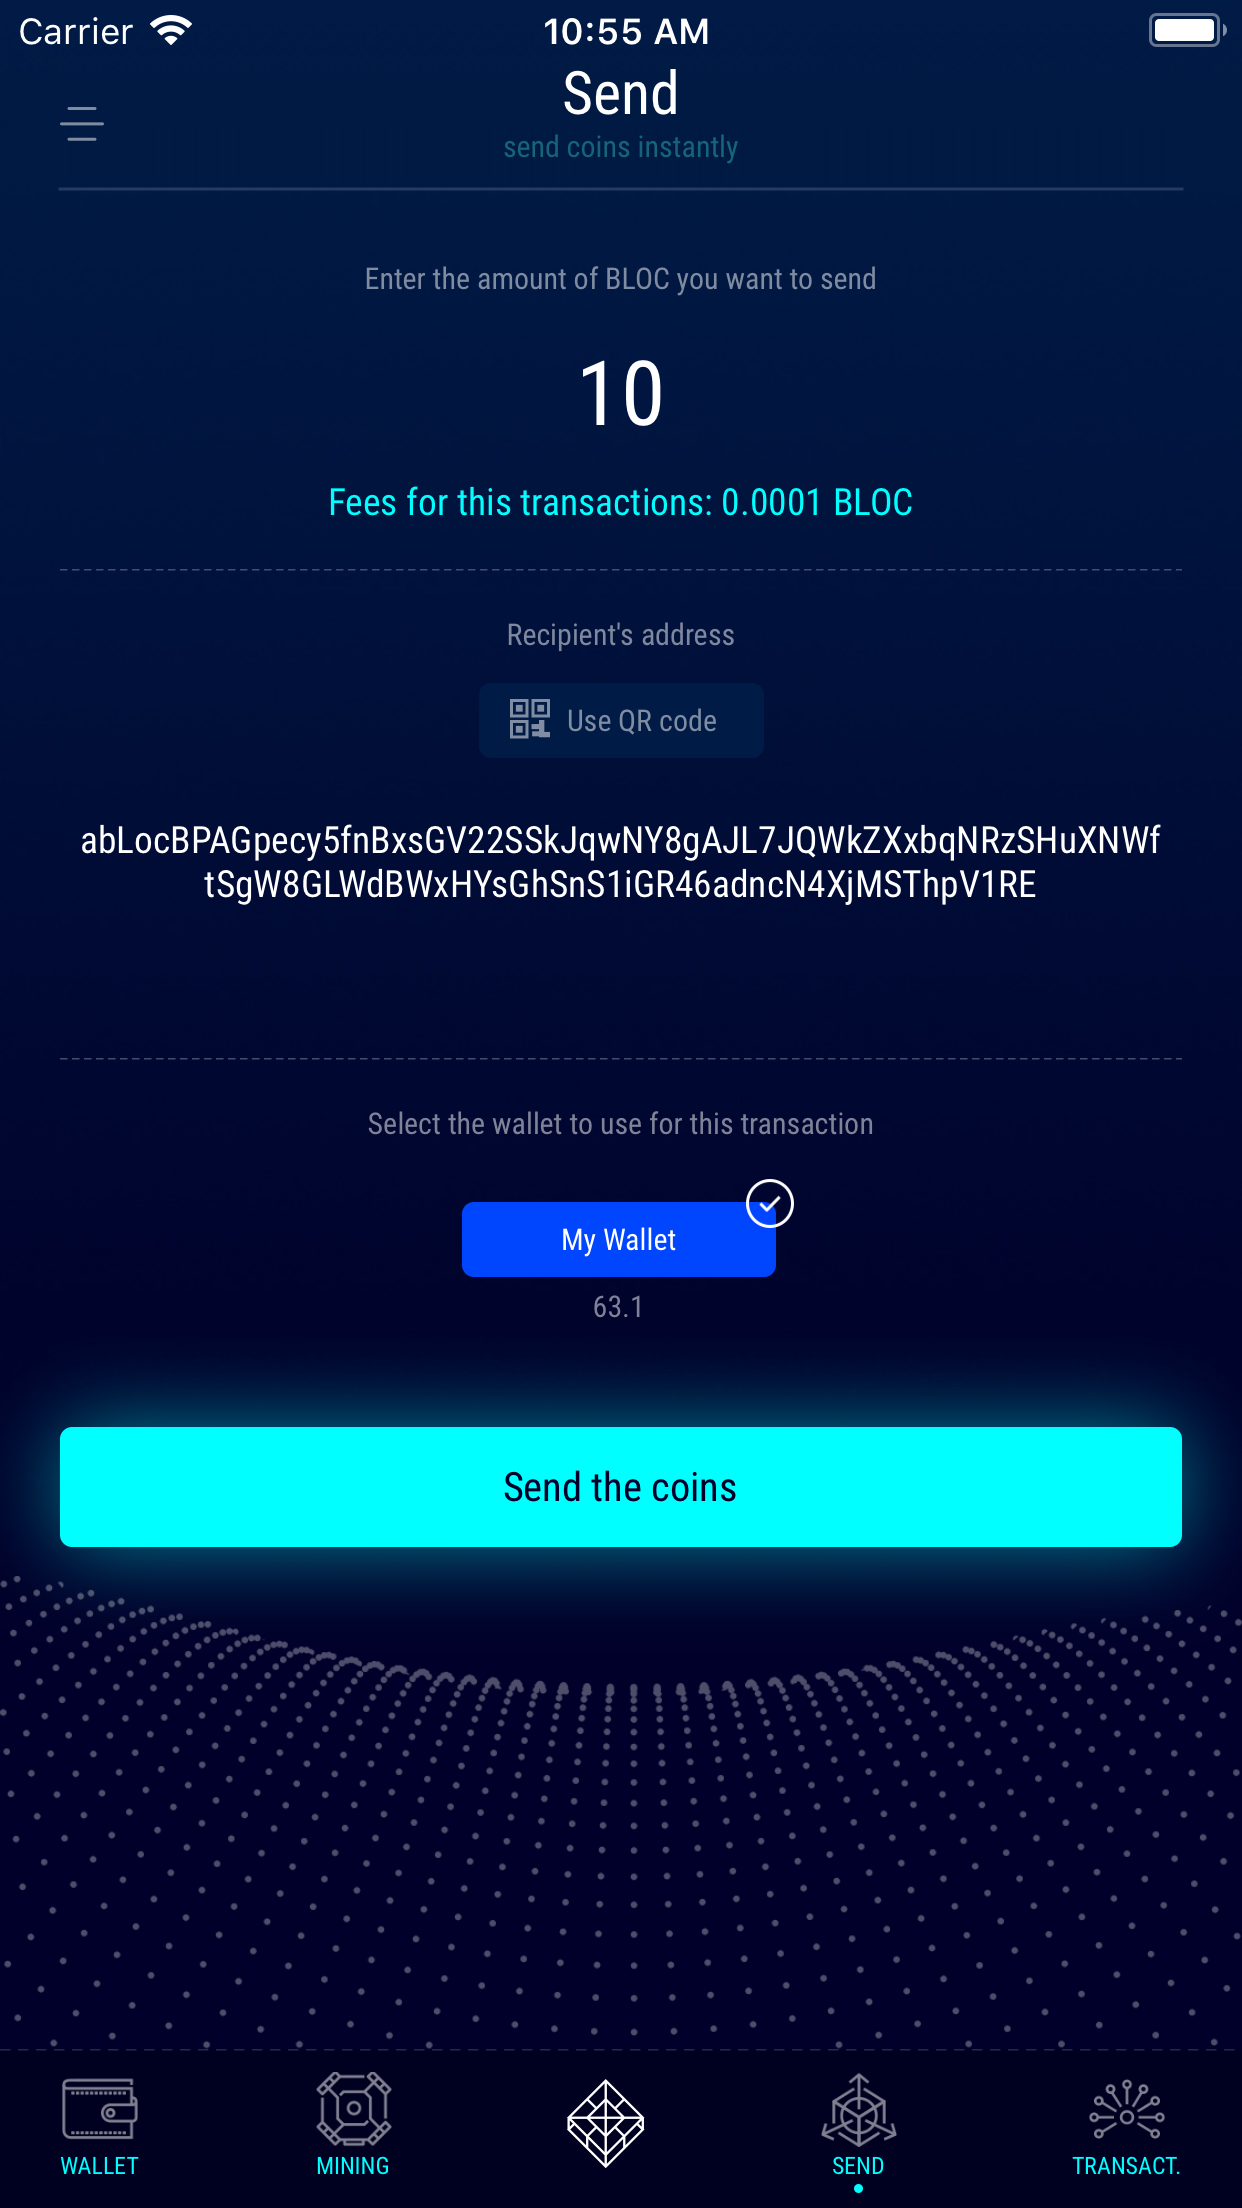 Carrier
10:55 AM
Send
send coins instantly
Enter the amount of BLOC you want to send
10
Fees for this transactions: 0.0001 BLOC
Recipient's address
Use QR code
abLocBPAGpecy5fnBxsGV22SSkJqwNY8gAJL7JQWkZXxbqNRzSHuXNWf
tSgW8GLWdBWxHYsGhSnS1iGR46adncN4XjMSThpV1RE
Select the wallet to use for this transaction
My Wallet
63.1
Send the coins
WALLET
MINING
SEND
TRANSACT.